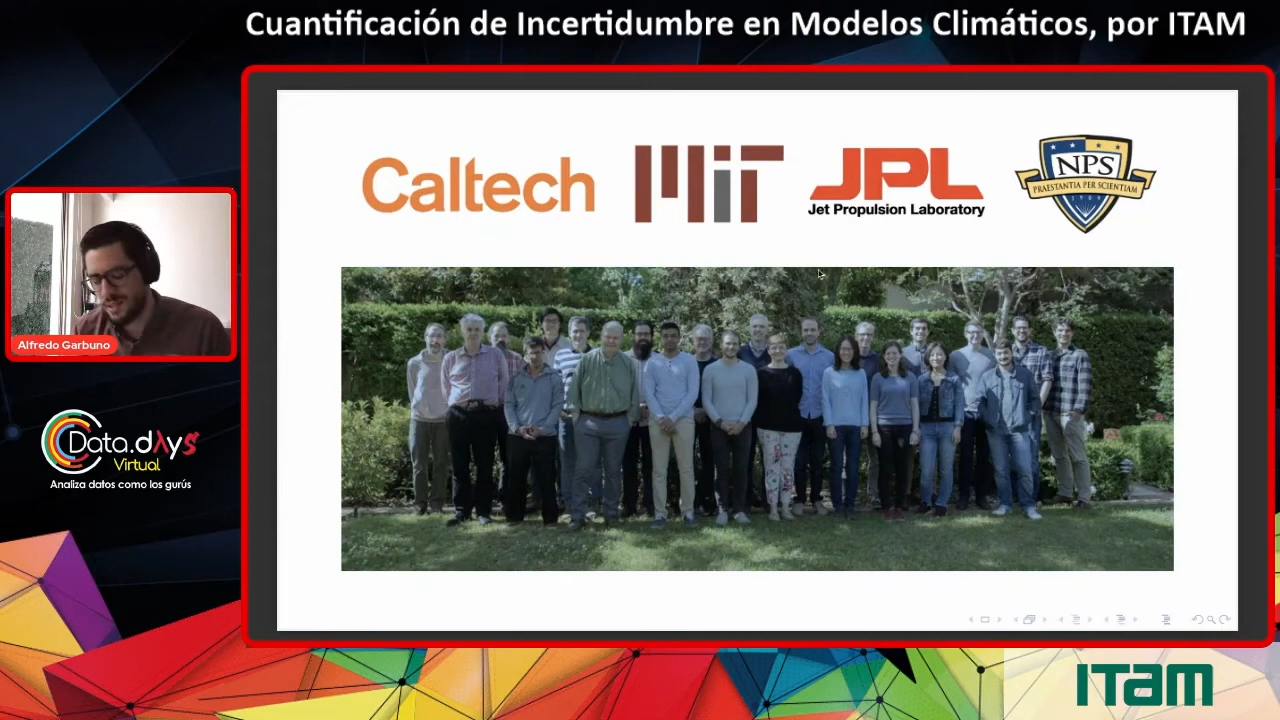 Cuantificación de Incertidumbre en Modelos Climáticos, por ITAM
Caltech
MIT
JPL
Jet Propulsion Laboratory
NPS
PRAESTANTIA PER SCIENTIAM
1909
Alfredo Garbuno
Data.dAys
Virtual
Analiza datos como los gurús
ITAM